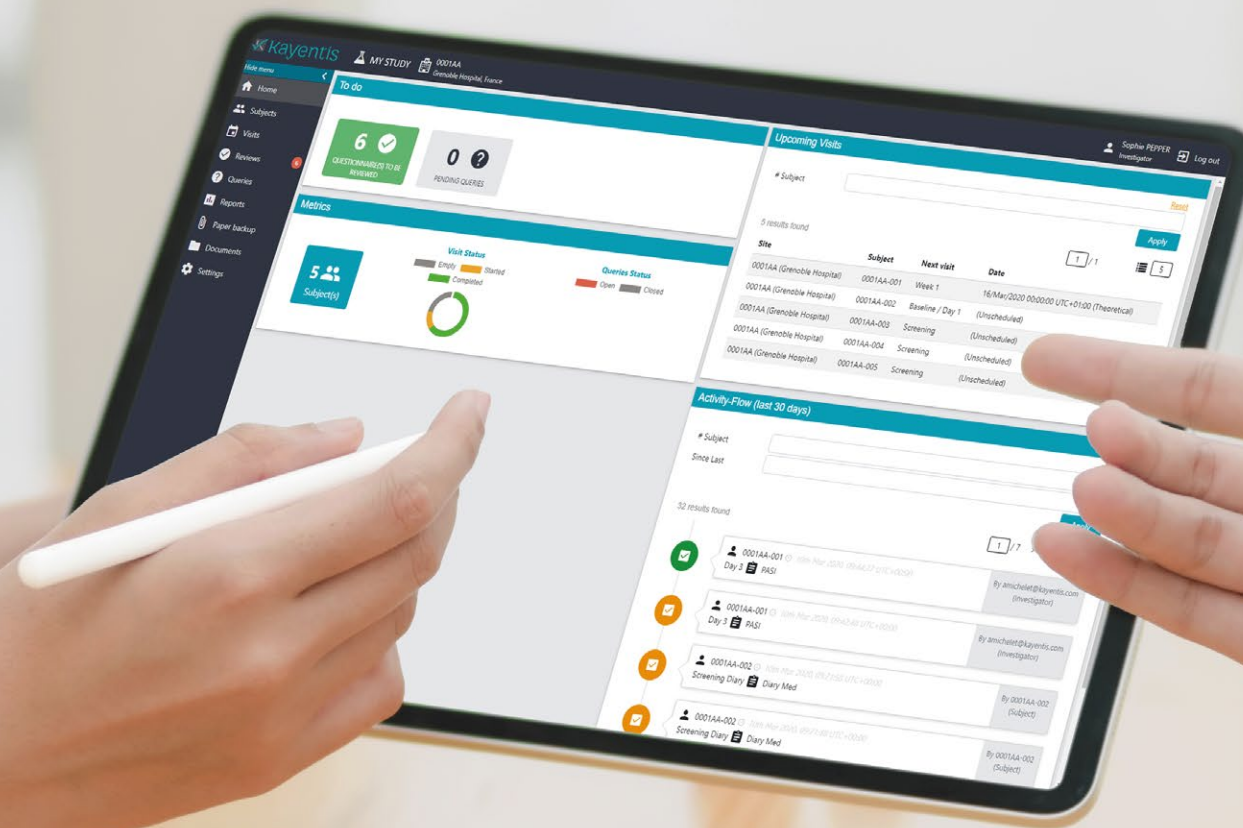 Kayentis
MY STUDY
0001AA
Grenoble Hospital, France
Sophie PEPPER
Investigator
Log out
Hide menu
Home
Subjects
Visits
Reviews
6
Queries
Reports
Paper backup
Documents
Settings
To do
6
QUESTIONNAIRE(S) TO BE
REVIEWED
0
PENDING QUERIES
Metrics
5
Subject(s)
Visit Status
Empty Started
Completed
Queries Status
Open Closed
Upcoming Visits
# Subject
Reset
Apply
5 results found
1 / 1
5
Site Subject Next visit Date
0001AA (Grenoble Hospital) 0001AA-001 Week 1 16/Mar/2020 00:00:00 UTC+01:00 (Theoretical)
0001AA (Grenoble Hospital) 0001AA-002 Baseline / Day 1 (Unscheduled)
0001AA (Grenoble Hospital) 0001AA-003 Screening (Unscheduled)
0001AA (Grenoble Hospital) 0001AA-004 Screening (Unscheduled)
0001AA (Grenoble Hospital) 0001AA-005 Screening (Unscheduled)
Activity-Flow (last 30 days)
# Subject
Since Last
Apply
32 results found
1 / 7
0001AA-001
Day 3 PASI
By amichelet@kayentis.com
(Investigator)
0001AA-001
Day 3 PASI
By amichelet@kayentis.com
(Investigator)
0001AA-002
Screening Diary Diary Med
By 0001AA-002
(Subject)
0001AA-002
Screening Diary Diary Med
By 0001AA-002
(Subject)